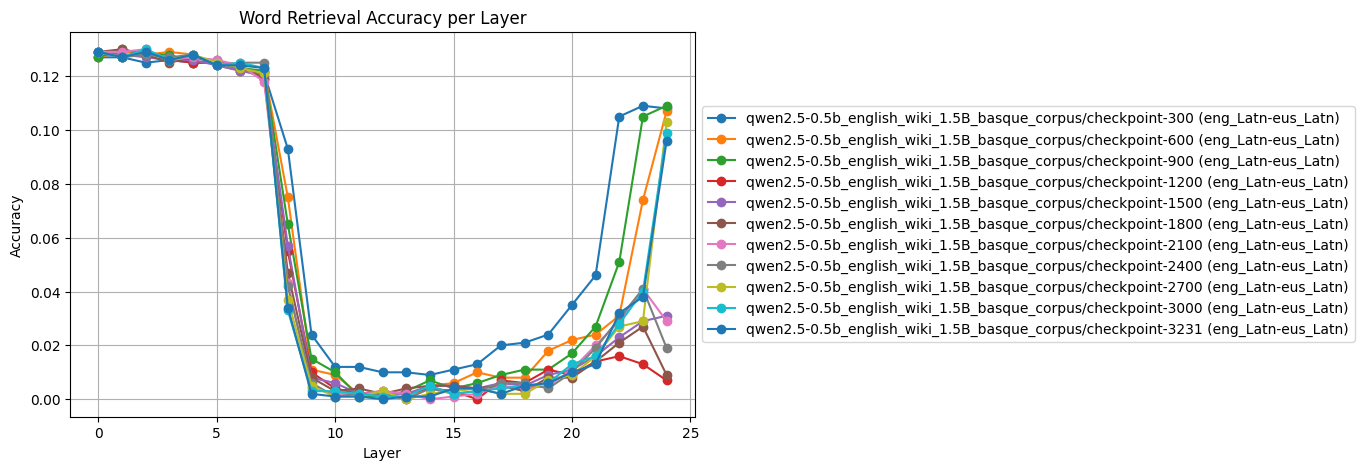 Word Retrieval Accuracy per Layer
Accuracy
0.12
0.10
0.08
0.06
0.04
0.02
0.00
0 5 10 15 20 25
Layer
qwen2.5-0.5b_english_wiki_1.5B_basque_corpus/checkpoint-300 (eng_Latn-eus_Latn)
qwen2.5-0.5b_english_wiki_1.5B_basque_corpus/checkpoint-600 (eng_Latn-eus_Latn)
qwen2.5-0.5b_english_wiki_1.5B_basque_corpus/checkpoint-900 (eng_Latn-eus_Latn)
qwen2.5-0.5b_english_wiki_1.5B_basque_corpus/checkpoint-1200 (eng_Latn-eus_Latn)
qwen2.5-0.5b_english_wiki_1.5B_basque_corpus/checkpoint-1500 (eng_Latn-eus_Latn)
qwen2.5-0.5b_english_wiki_1.5B_basque_corpus/checkpoint-1800 (eng_Latn-eus_Latn)
qwen2.5-0.5b_english_wiki_1.5B_basque_corpus/checkpoint-2100 (eng_Latn-eus_Latn)
qwen2.5-0.5b_english_wiki_1.5B_basque_corpus/checkpoint-2400 (eng_Latn-eus_Latn)
qwen2.5-0.5b_english_wiki_1.5B_basque_corpus/checkpoint-2700 (eng_Latn-eus_Latn)
qwen2.5-0.5b_english_wiki_1.5B_basque_corpus/checkpoint-3000 (eng_Latn-eus_Latn)
qwen2.5-0.5b_english_wiki_1.5B_basque_corpus/checkpoint-3231 (eng_Latn-eus_Latn)